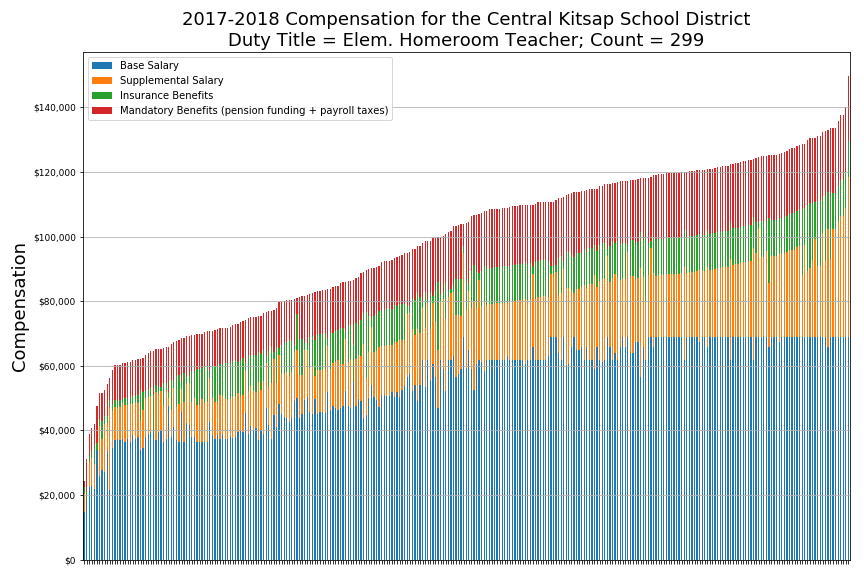 2017-2018 Compensation for the Central Kitsap School District
Duty Title = Elem. Homeroom Teacher; Count = 299
Base Salary
Supplemental Salary
Insurance Benefits
Mandatory Benefits (pension funding + payroll taxes)
$140,000
$120,000
$100,000
$80,000
$60,000
$40,000
$20,000
$0
Compensation